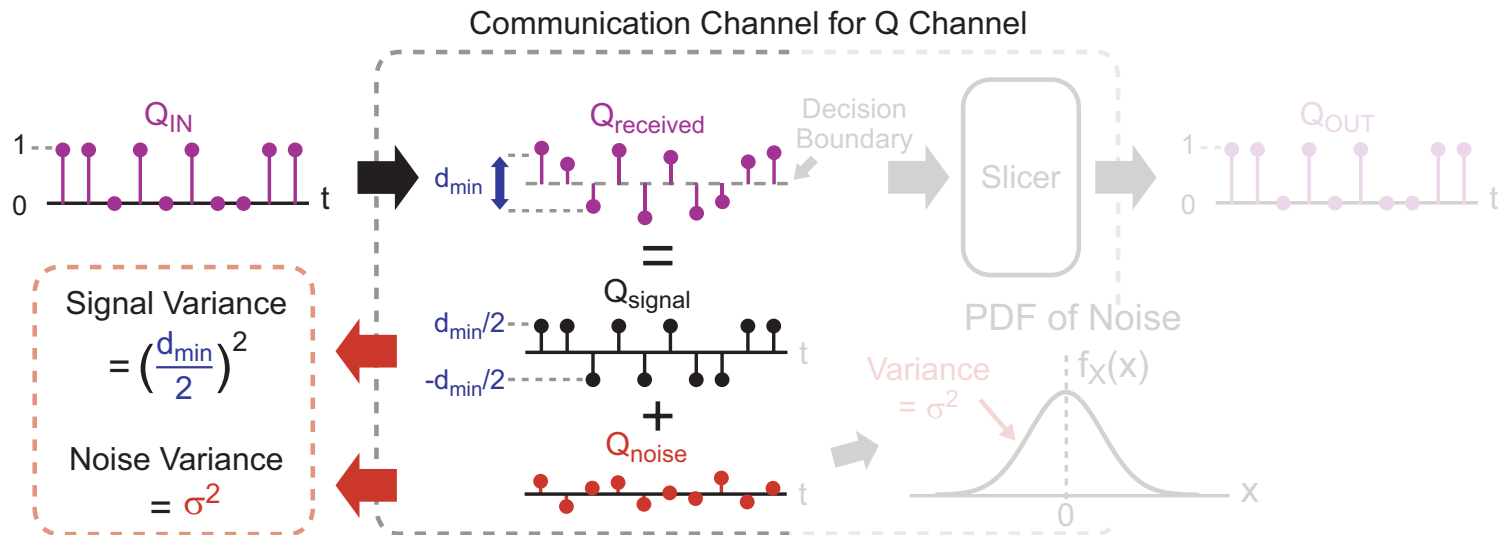 Communication Channel for Q Channel
Q_IN
1
0
t
Q_received
d_min
Decision
Boundary
Slicer
Q_OUT
1
0
t
=
Signal Variance
= (d_min/2)^2
Noise Variance
= σ^2
Q_signal
d_min/2
-d_min/2
t
+
Q_noise
t
PDF of Noise
Variance
= σ^2
f_X(x)
0
x